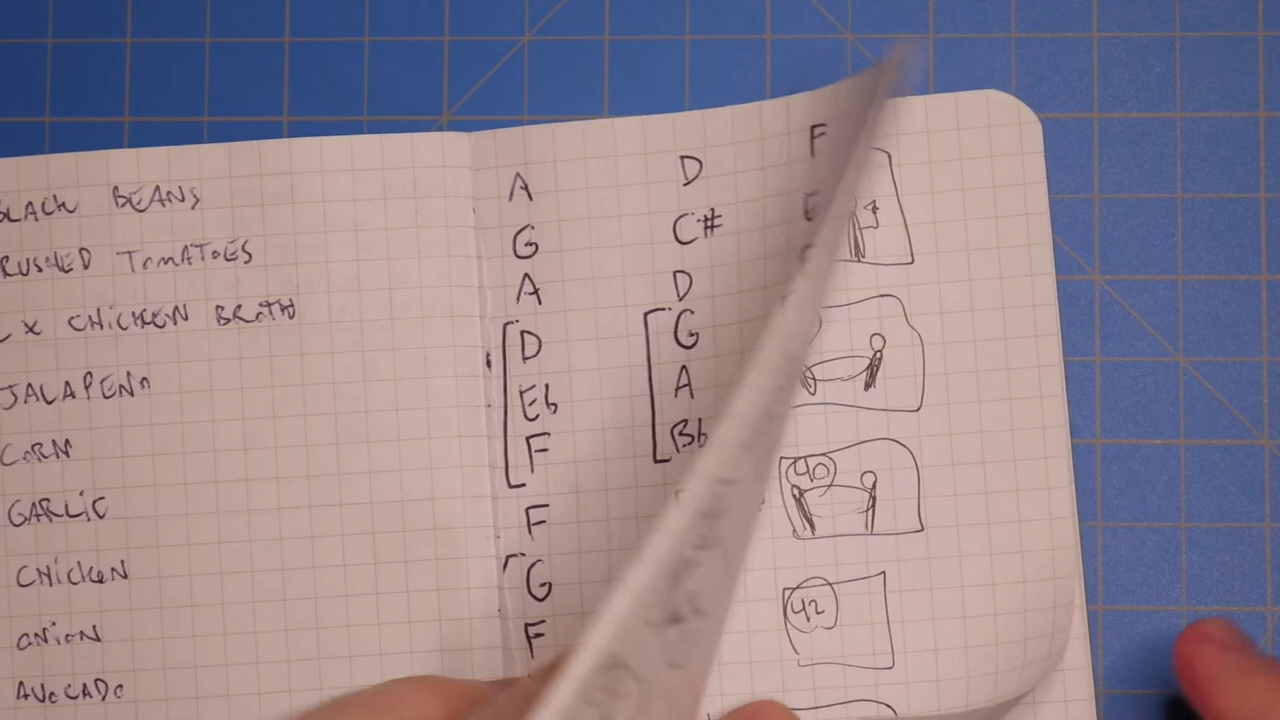 BLACK BEANS
RUSHED TOMATOES
X CHICKEN BROTH
JALAPENO
CORN
GARLIC
CHICKEN
ONION
AVOCADO
A D F
G C# E
A D
D G
Eb A
F Bb
F
G
F
40
42